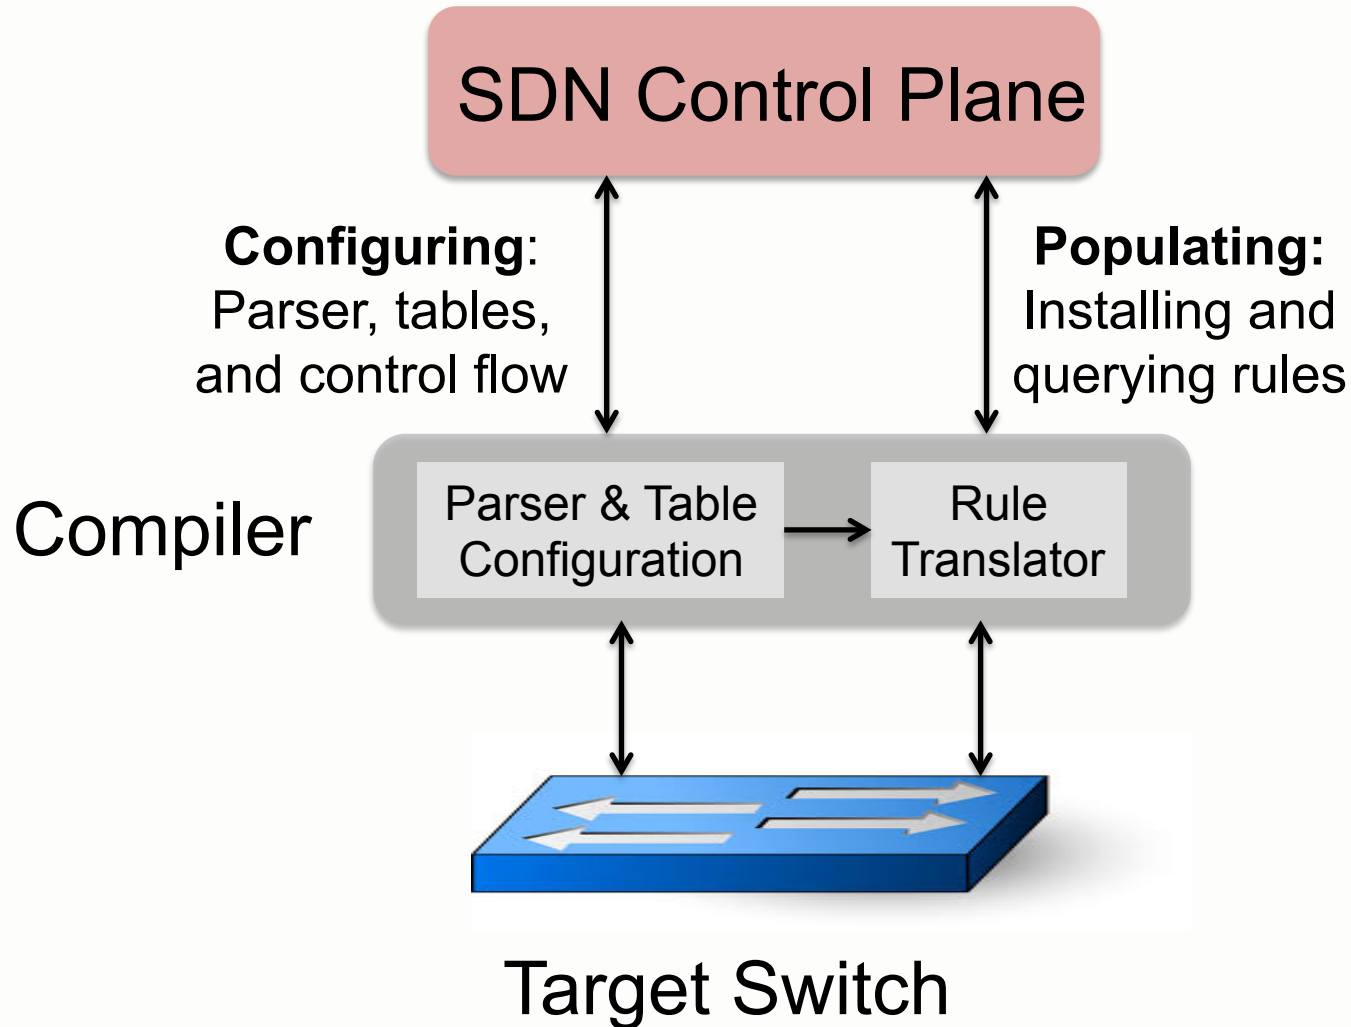 SDN Control Plane
Configuring:
Parser, tables,
and control flow
Populating:
Installing and
querying rules
Compiler
Parser & Table
Configuration
Rule
Translator
Target Switch